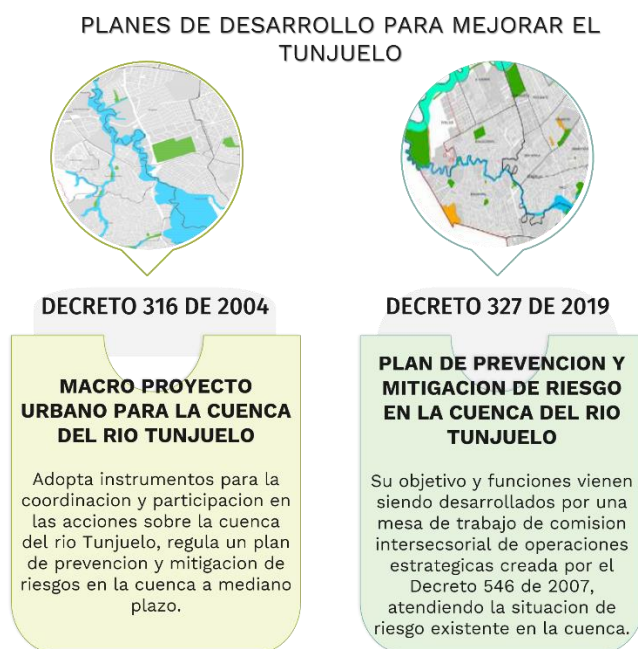 PLANES DE DESARROLLO PARA MEJORAR EL
TUNJUELO
DECRETO 316 DE 2004
MACRO PROYECTO
URBANO PARA LA CUENCA
DEL RIO TUNJUELO
Adopta instrumentos para la
coordinacion y participacion en
las acciones sobre la cuenca
del rio Tunjuelo, regula un plan
de prevencion y mitigacion de
riesgos en la cuenca a mediano
plazo.
DECRETO 327 DE 2019
PLAN DE PREVENCION Y
MITIGACION DE RIESGO
EN LA CUENCA DEL RIO
TUNJUELO
Su objetivo y funciones vienen
siendo desarrollados por una
mesa de trabajo de comision
intersecsorial de operaciones
estrategicas creada por el
Decreto 546 de 2007,
atendiendo la situacion de
riesgo existente en la cuenca.